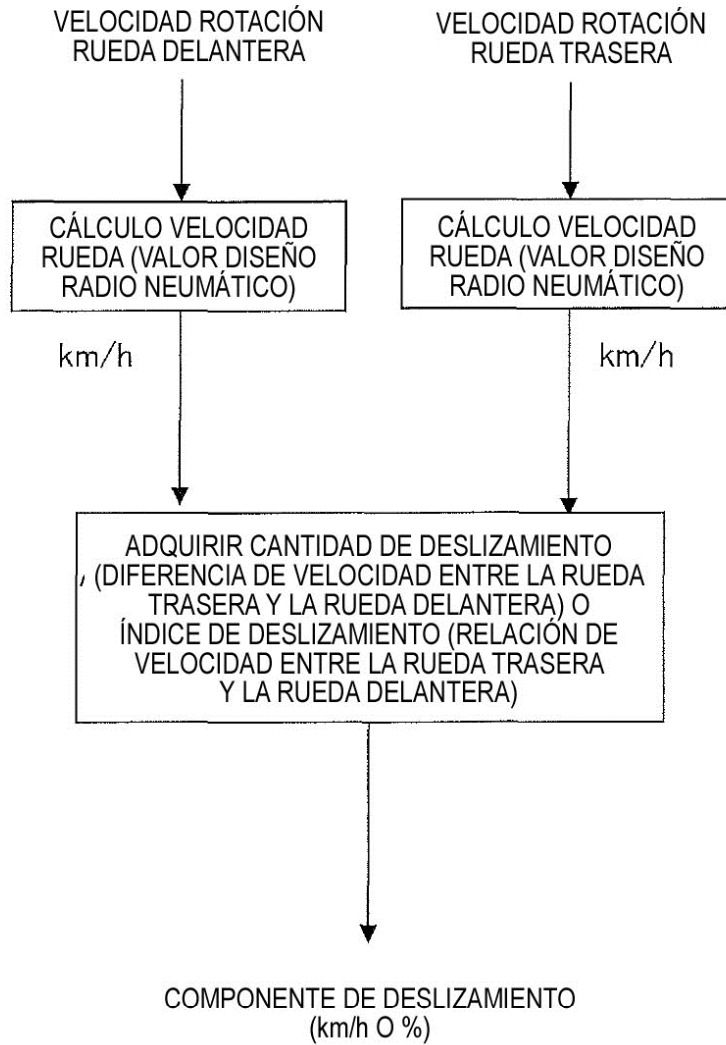 VELOCIDAD ROTACIÓN
RUEDA DELANTERA
VELOCIDAD ROTACIÓN
RUEDA TRASERA
CÁLCULO VELOCIDAD
RUEDA (VALOR DISEÑO
RADIO NEUMÁTICO)
CÁLCULO VELOCIDAD
RUEDA (VALOR DISEÑO
RADIO NEUMÁTICO)
km/h
km/h
ADQUIRIR CANTIDAD DE DESLIZAMIENTO
(DIFERENCIA DE VELOCIDAD ENTRE LA RUEDA
TRASERA Y LA RUEDA DELANTERA) O
ÍNDICE DE DESLIZAMIENTO (RELACIÓN DE
VELOCIDAD ENTRE LA RUEDA TRASERA
Y LA RUEDA DELANTERA)
COMPONENTE DE DESLIZAMIENTO
(km/h O %)